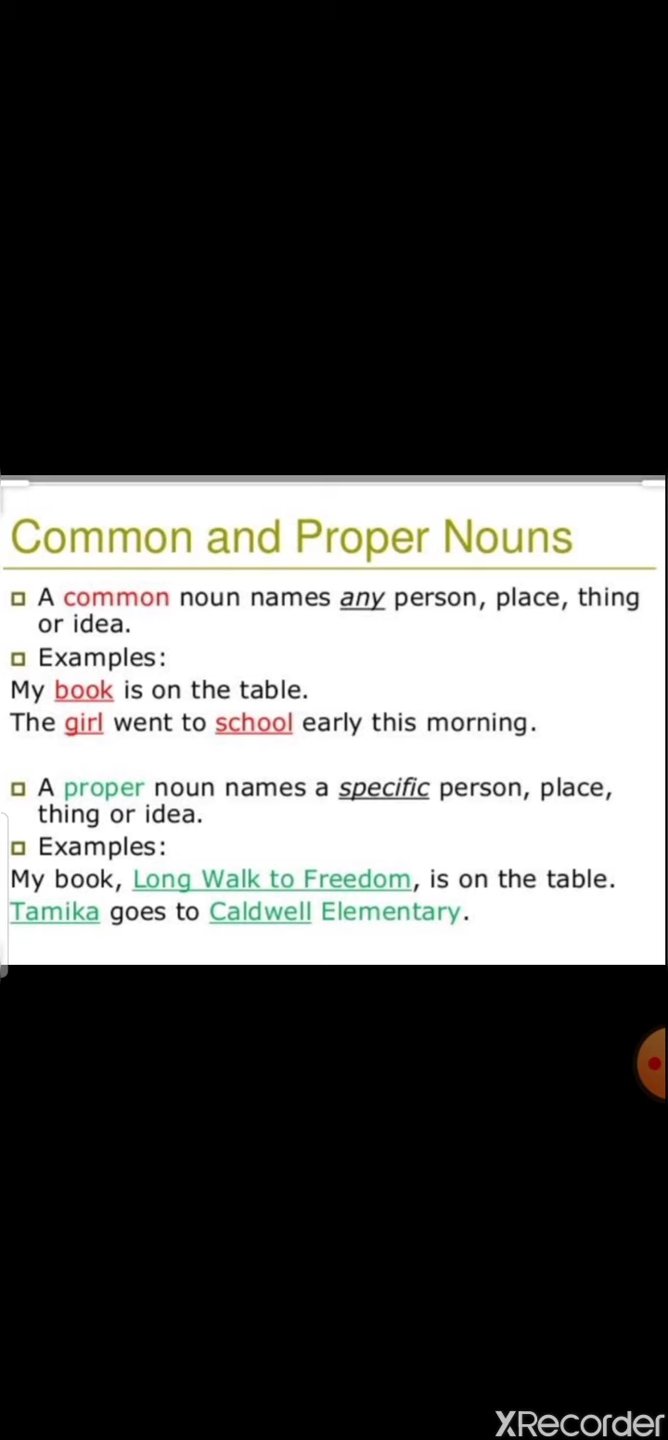 Common and Proper Nouns
A common noun names any person, place, thing
or idea.
Examples:
My book is on the table.
The girl went to school early this morning.
A proper noun names a specific person, place,
thing or idea.
Examples:
My book, Long Walk to Freedom, is on the table.
Tamika goes to Caldwell Elementary.
XRecorder